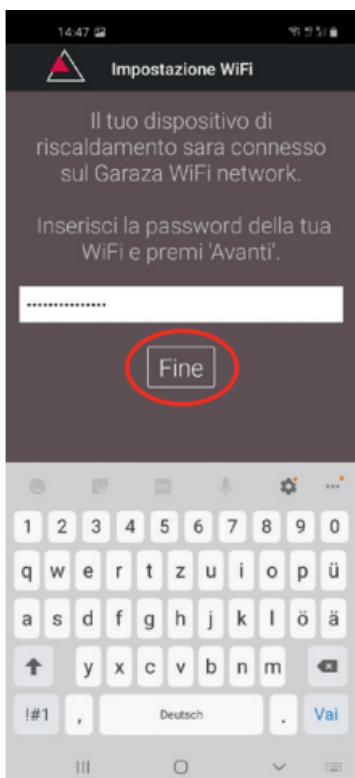 14:47
Impostazione WiFi
Il tuo dispositivo di
riscaldamento sara connesso
sul Garaza WiFi network.
Inserisci la password della tua
WiFi e premi 'Avanti'.
••••••••••••••
Fine
1 2 3 4 5 6 7 8 9 0
q w e r t z u i o p ü
a s d f g h j k l ö ä
y x c v b n m
!#1 , Deutsch . Vai